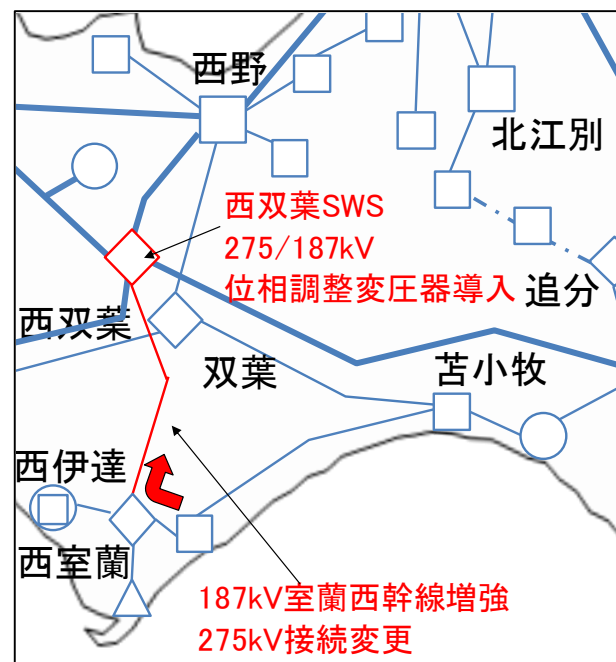 西野
北江別
西双葉SWS
275/187kV
位相調整変圧器導入
追分
西双葉
双葉
苫小牧
西伊達
西室蘭
187kV室蘭西幹線増強
275kV接続変更